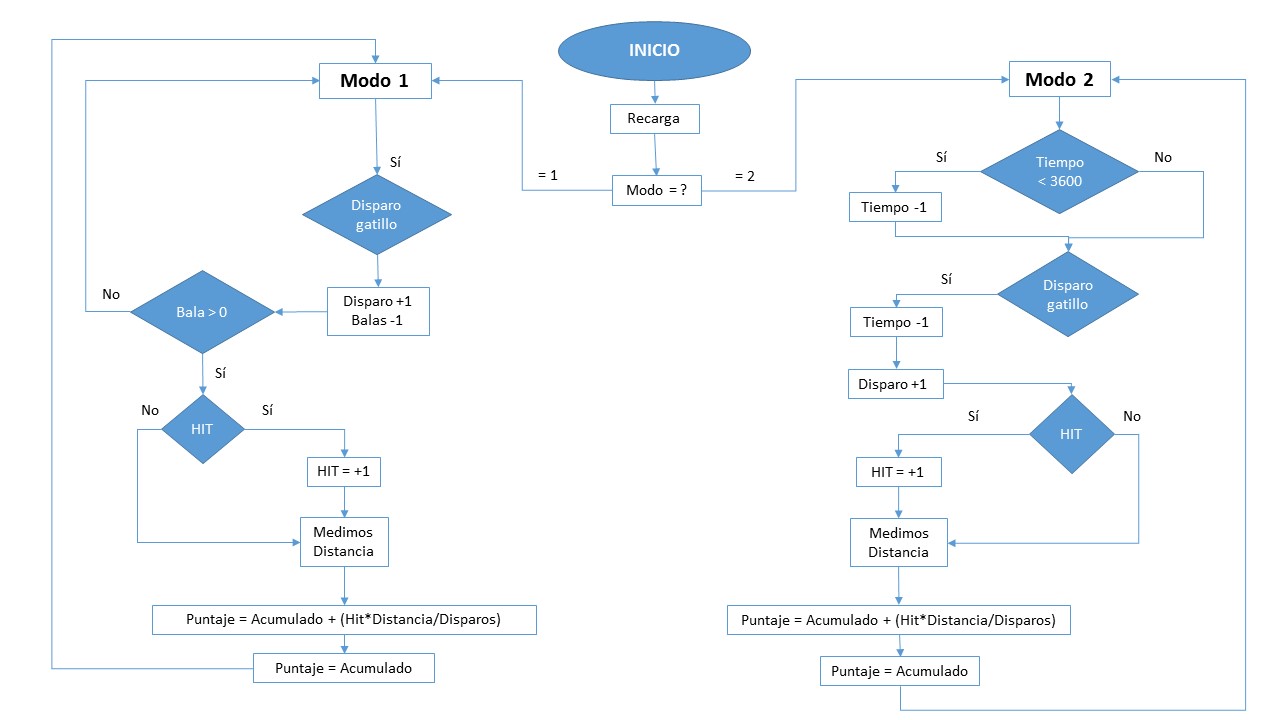 INICIO
Recarga
Modo = ?
= 1
= 2
Modo 1
Sí
Disparo
gatillo
Disparo +1
Balas -1
Bala > 0
No
Sí
HIT
No
Sí
HIT = +1
Medimos
Distancia
Puntaje = Acumulado + (Hit*Distancia/Disparos)
Puntaje = Acumulado
Modo 2
Tiempo
< 3600
Sí
No
Tiempo -1
Disparo
gatillo
Sí
Tiempo -1
Disparo +1
HIT
Sí
No
HIT = +1
Medimos
Distancia
Puntaje = Acumulado + (Hit*Distancia/Disparos)
Puntaje = Acumulado